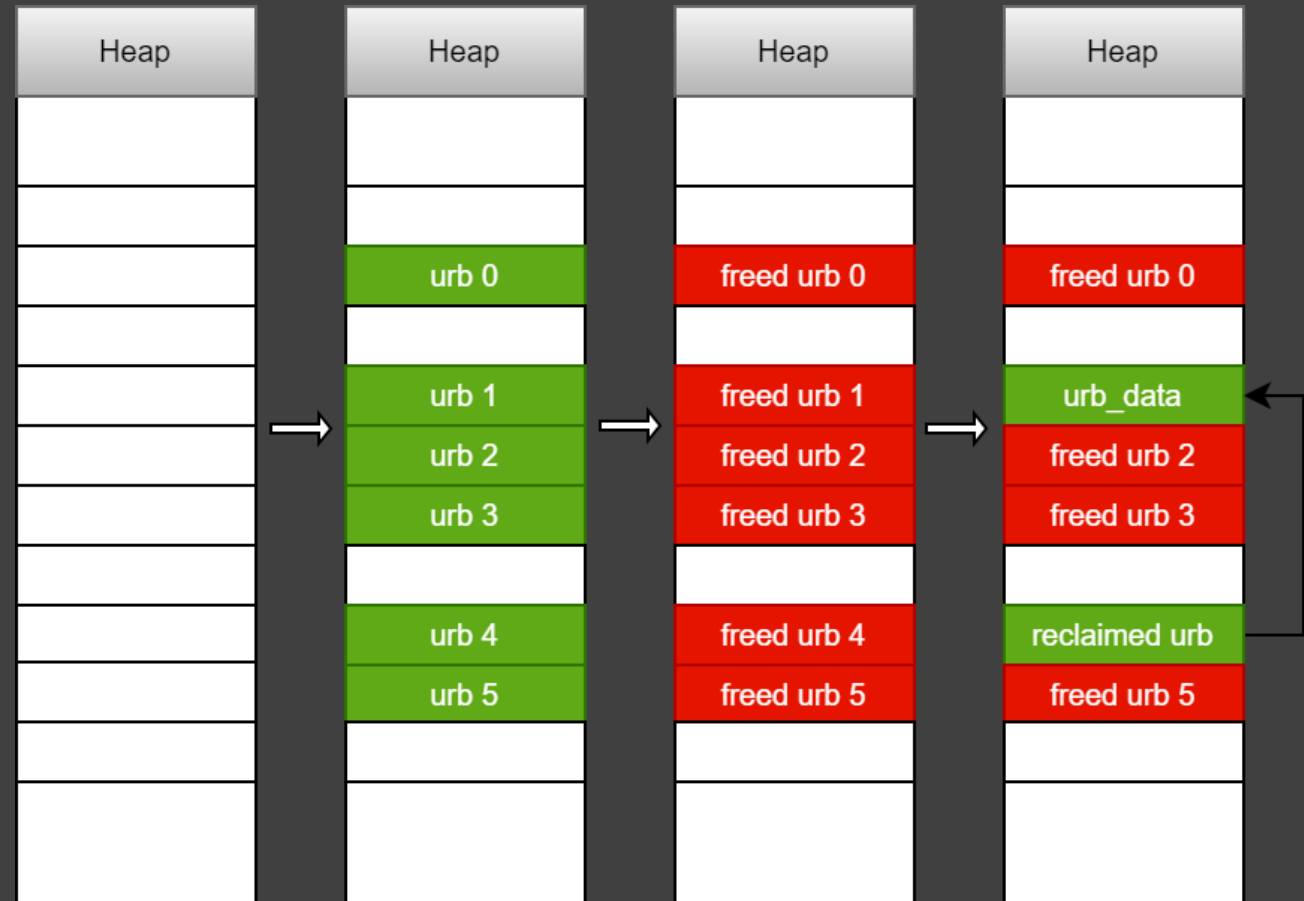 Heap
Heap
Heap
Heap
urb 0
freed urb 0
freed urb 0
urb 1
freed urb 1
urb_data
urb 2
freed urb 2
freed urb 2
urb 3
freed urb 3
freed urb 3
urb 4
freed urb 4
reclaimed urb
urb 5
freed urb 5
freed urb 5